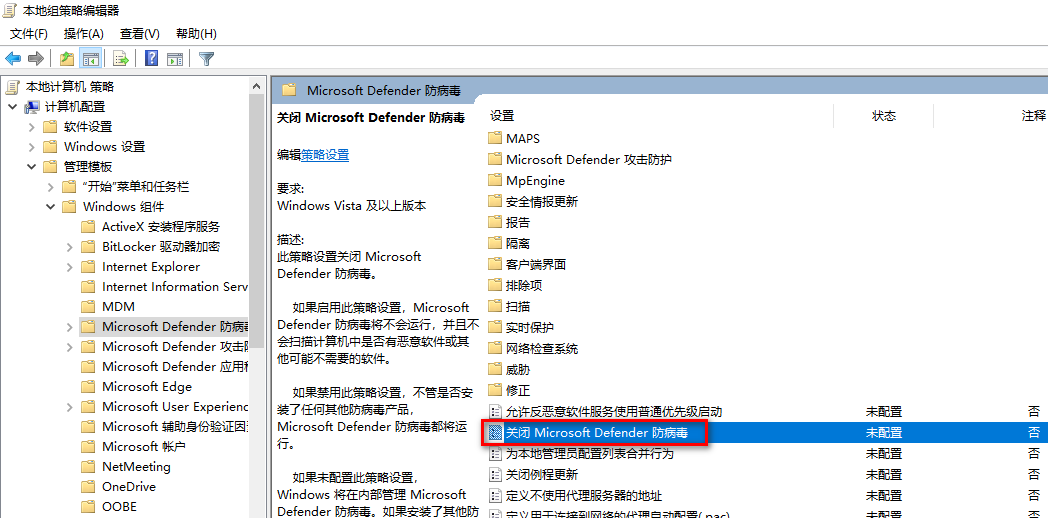 本地组策略编辑器
文件(F) 操作(A) 查看(V) 帮助(H)
本地计算机 策略
计算机配置
软件设置
Windows 设置
管理模板
"开始"菜单和任务栏
Windows 组件
ActiveX 安装程序服务
BitLocker 驱动器加密
Internet Explorer
Internet Information Serv
MDM
Microsoft Defender 防病毒
Microsoft Defender 攻击防
Microsoft Defender 应用程
Microsoft Edge
Microsoft User Experienc
Microsoft 辅助身份验证因
Microsoft 帐户
NetMeeting
OneDrive
OOBE
Microsoft Defender 防病毒
关闭 Microsoft Defender 防病毒
编辑策略设置
要求:
Windows Vista 及以上版本
描述:
此策略设置关闭 Microsoft
Defender 防病毒。
如果启用此策略设置，Microsoft
Defender 防病毒将不会运行，并且不
会扫描计算机中是否有恶意软件或其
他可能不需要的软件。
如果禁用此策略设置，不管是否安
装了任何其他防病毒产品，
Microsoft Defender 防病毒都将运
行。
如果未配置此策略设置，
Windows 将在内部管理 Microsoft
Defender 防病毒。如果安装了其他防
设置 状态 注释
MAPS
Microsoft Defender 攻击防护
MpEngine
安全情报更新
报告
隔离
客户端界面
排除项
扫描
实时保护
网络检查系统
威胁
修正
允许反恶意软件服务使用普通优先级启动 未配置 否
关闭 Microsoft Defender 防病毒 未配置 否
为本地管理员配置列表合并行为 未配置 否
关闭例程更新 未配置 否
定义不使用代理服务器的地址 未配置 否
定义用于连接到网络的代理自动配置(.pac) 未配置 否